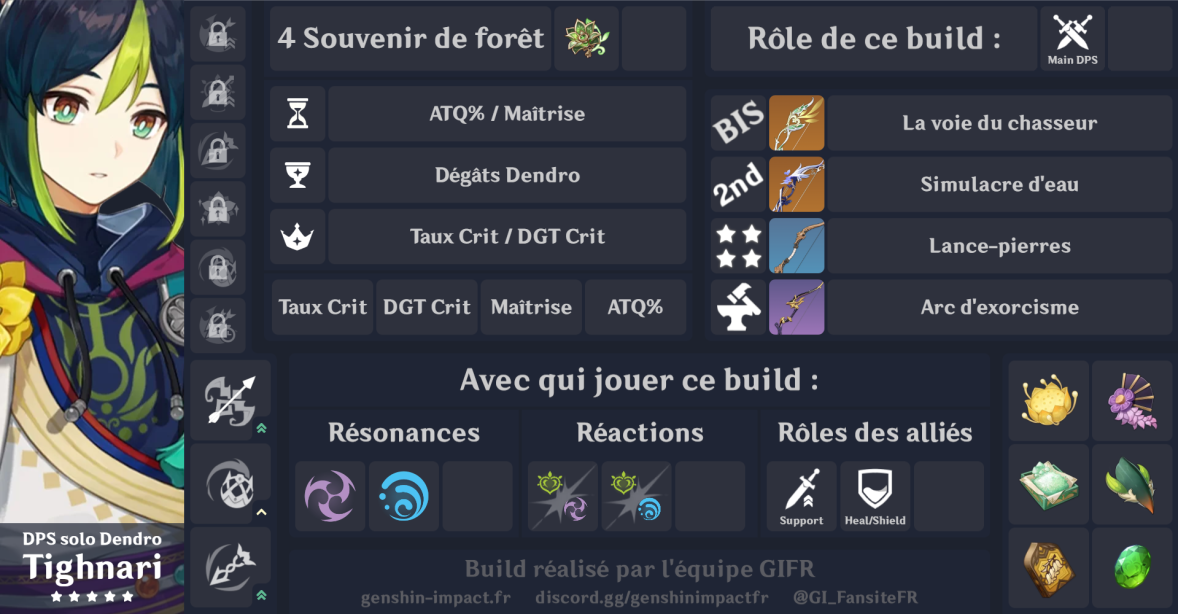 4 Souvenir de forêt
ATQ% / Maîtrise
Dégâts Dendro
Taux Crit / DGT Crit
Taux Crit
DGT Crit
Maîtrise
ATQ%
Rôle de ce build :
Main DPS
BIS
La voie du chasseur
2nd
Simulacre d'eau
Lance-pierres
Arc d'exorcisme
Avec qui jouer ce build :
Résonances
Réactions
Rôles des alliés
Support
Heal/Shield
DPS solo Dendro
Tighnari
Build réalisé par l'équipe GIFR
genshin-impact.fr
discord.gg/genshinimpactfr
@GI_FansiteFR